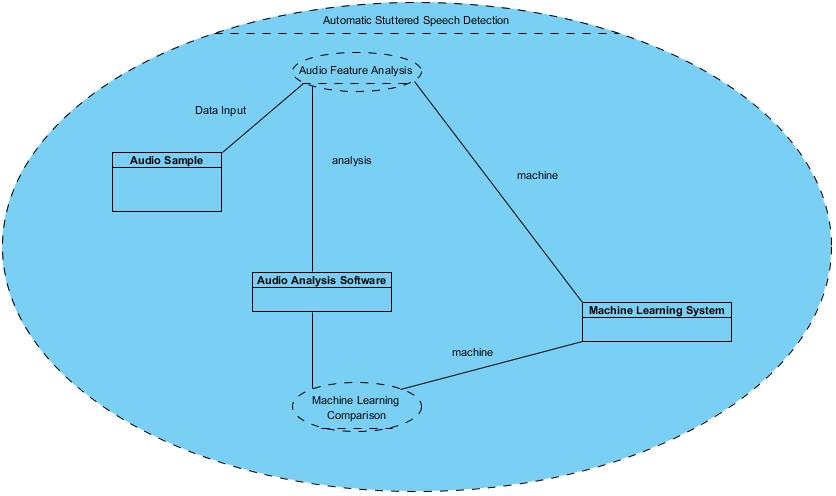 Automatic Stuttered Speech Detection
Audio Feature Analysis
Data Input
Audio Sample
analysis
machine
Audio Analysis Software
Machine Learning System
machine
Machine Learning
Comparison